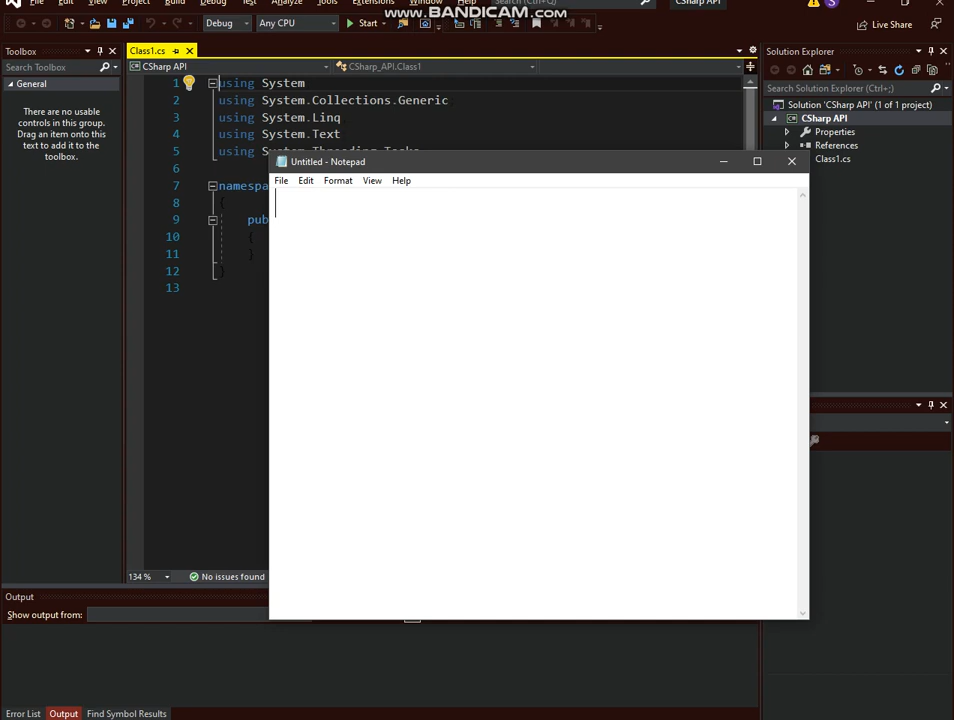 File Edit View Project Build Debug Test Analyze Tools Extensions Window Help Search (Ctrl+Q) CSharp API S
www.BANDICAM.com
Debug Any CPU Start Live Share
Toolbox
Search Toolbox
General
There are no usable
controls in this group.
Drag an item onto this
text to add it to the
toolbox.
Class1.cs
CSharp API CSharp_API.Class1
1 using System
2 using System.Collections.Generic
3 using System.Linq
4 using System.Text
5 using System.Threading.Tasks
6
7 namespa
8 {
9 pub
10 {
11 }
12 }
13
134 % No issues found
Untitled - Notepad
File Edit Format View Help
Solution Explorer
Search Solution Explorer (Ctrl+;)
Solution 'CSharp API' (1 of 1 project)
CSharp API
Properties
References
Class1.cs
Output
Show output from:
Error List Output Find Symbol Results